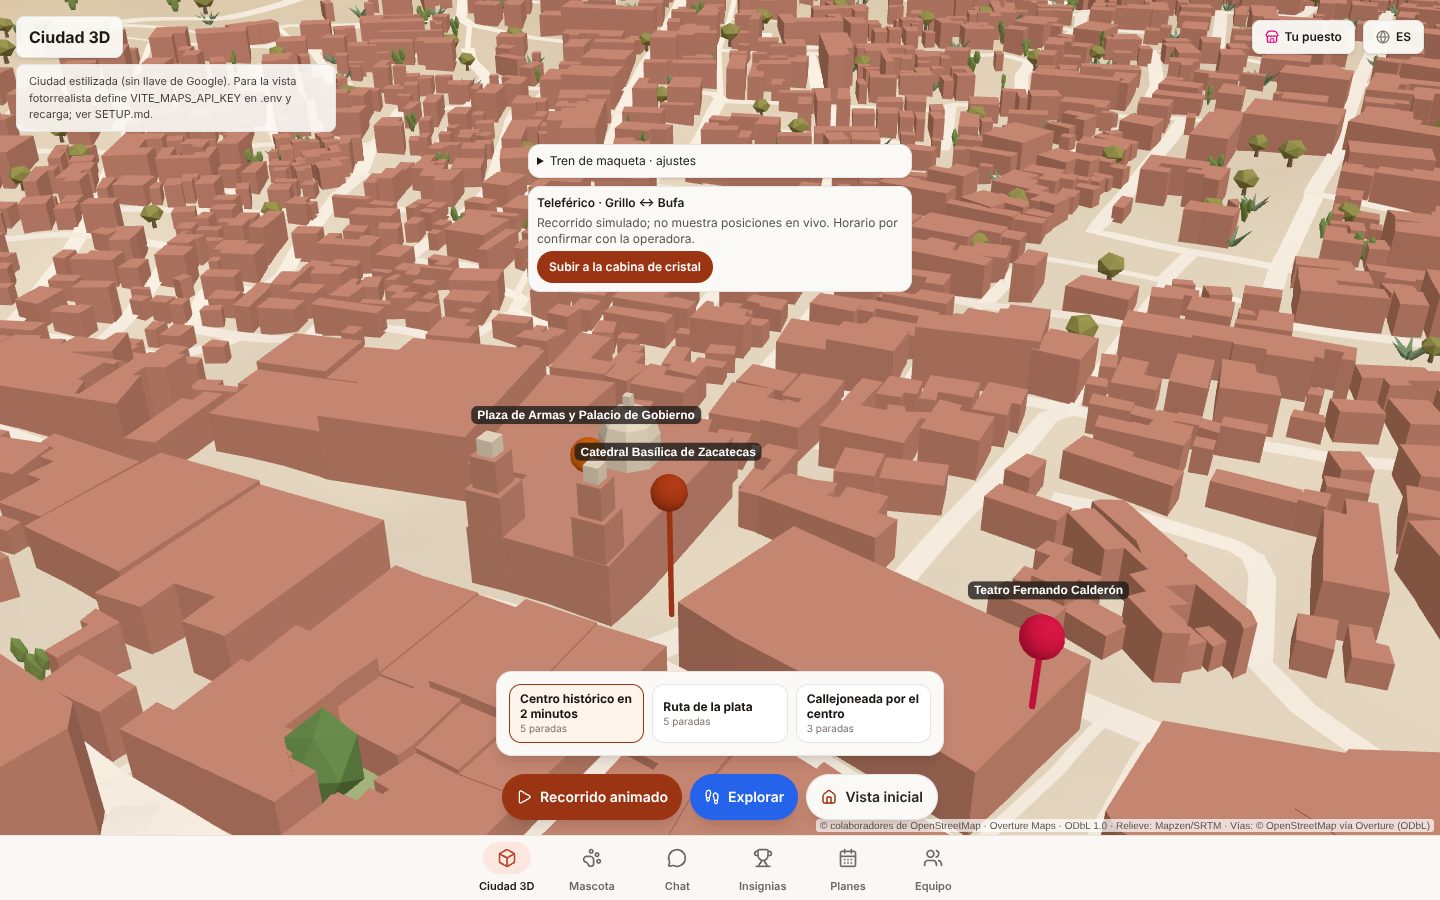 Ciudad 3D
Tu puesto
ES
Ciudad estilizada (sin llave de Google). Para la vista
fotorrealista define VITE_MAPS_API_KEY en .env y
recarga; ver SETUP.md.
Tren de maqueta · ajustes
Teleférico · Grillo ↔ Bufa
Recorrido simulado; no muestra posiciones en vivo. Horario por
confirmar con la operadora.
Subir a la cabina de cristal
Plaza de Armas y Palacio de Gobierno
Catedral Basílica de Zacatecas
Teatro Fernando Calderón
Centro histórico en
2 minutos
5 paradas
Ruta de la plata
5 paradas
Callejoneada por el
centro
3 paradas
Recorrido animado
Explorar
Vista inicial
© colaboradores de OpenStreetMap · Overture Maps · ODbL 1.0 · Relieve: Mapzen/SRTM · Vías: © OpenStreetMap vía Overture (ODbL)
Ciudad 3D
Mascota
Chat
Insignias
Planes
Equipo